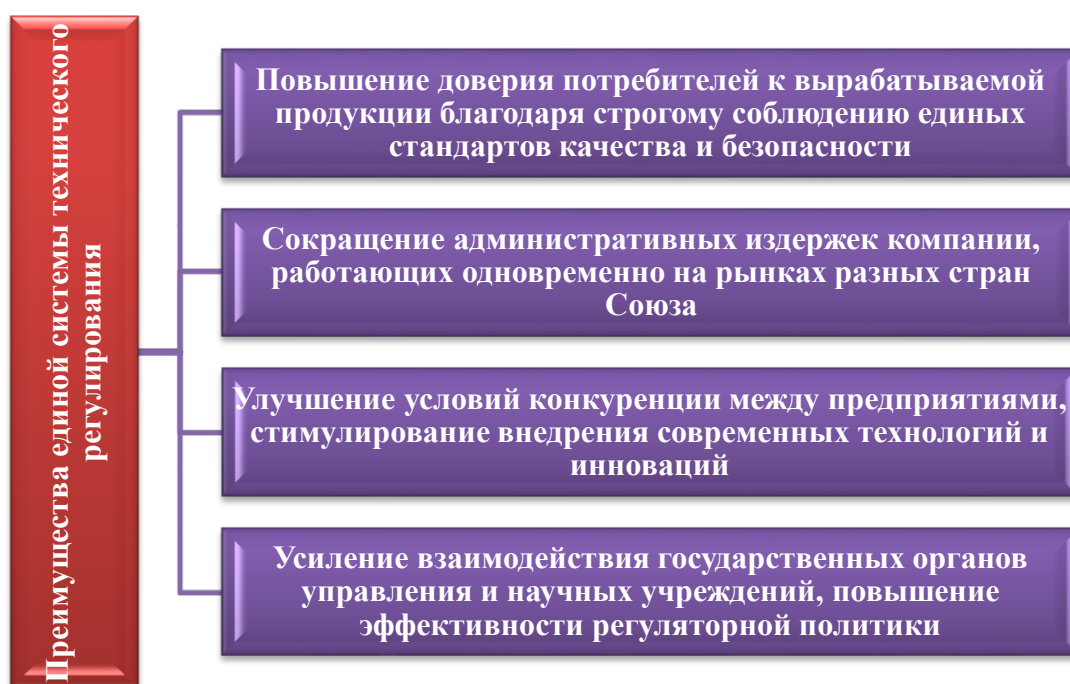 Преимущества единой системы технического
регулирования
Повышение доверия потребителей к вырабатываемой
продукции благодаря строгому соблюдению единых
стандартов качества и безопасности
Сокращение административных издержек компании,
работающих одновременно на рынках разных стран
Союза
Улучшение условий конкуренции между предприятиями,
стимулирование внедрения современных технологий и
инноваций
Усиление взаимодействия государственных органов
управления и научных учреждений, повышение
эффективности регуляторной политики